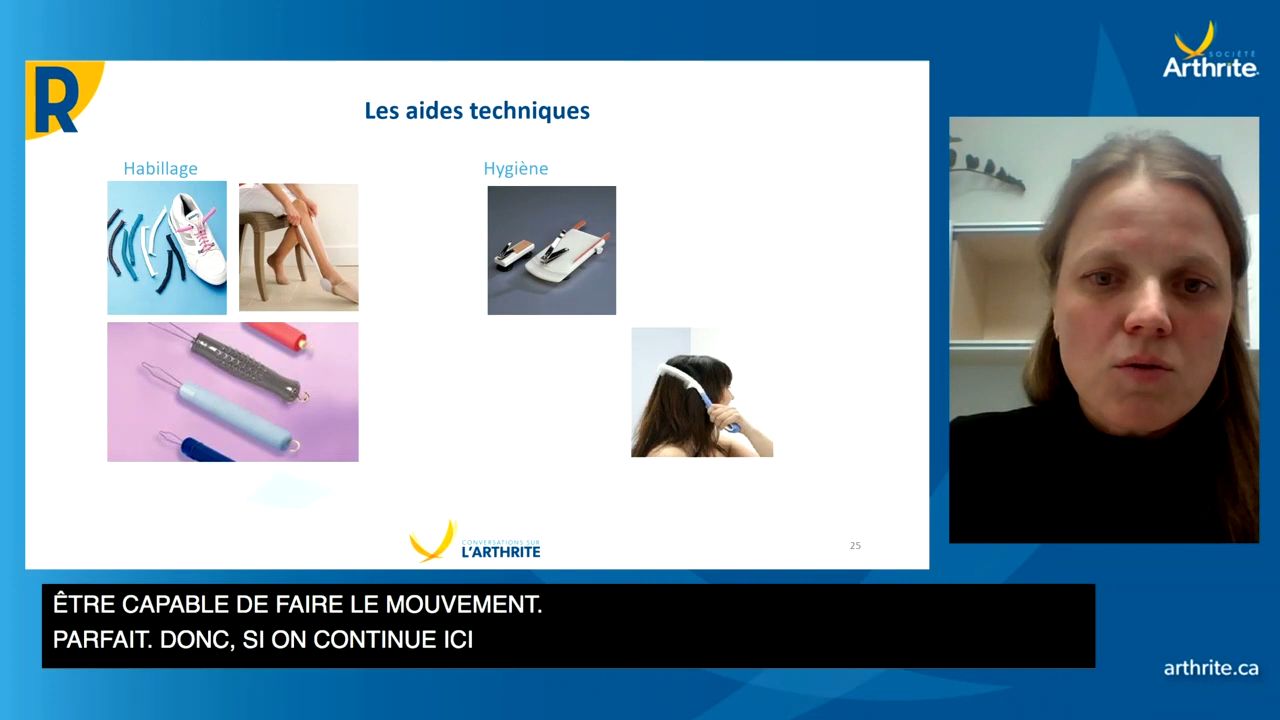 SOCIÉTÉ
Arthrite
R
Les aides techniques
Habillage
Hygiène
CONVERSATIONS SUR
L'ARTHRITE
25
ÊTRE CAPABLE DE FAIRE LE MOUVEMENT.
PARFAIT. DONC, SI ON CONTINUE ICI
arthrite.ca